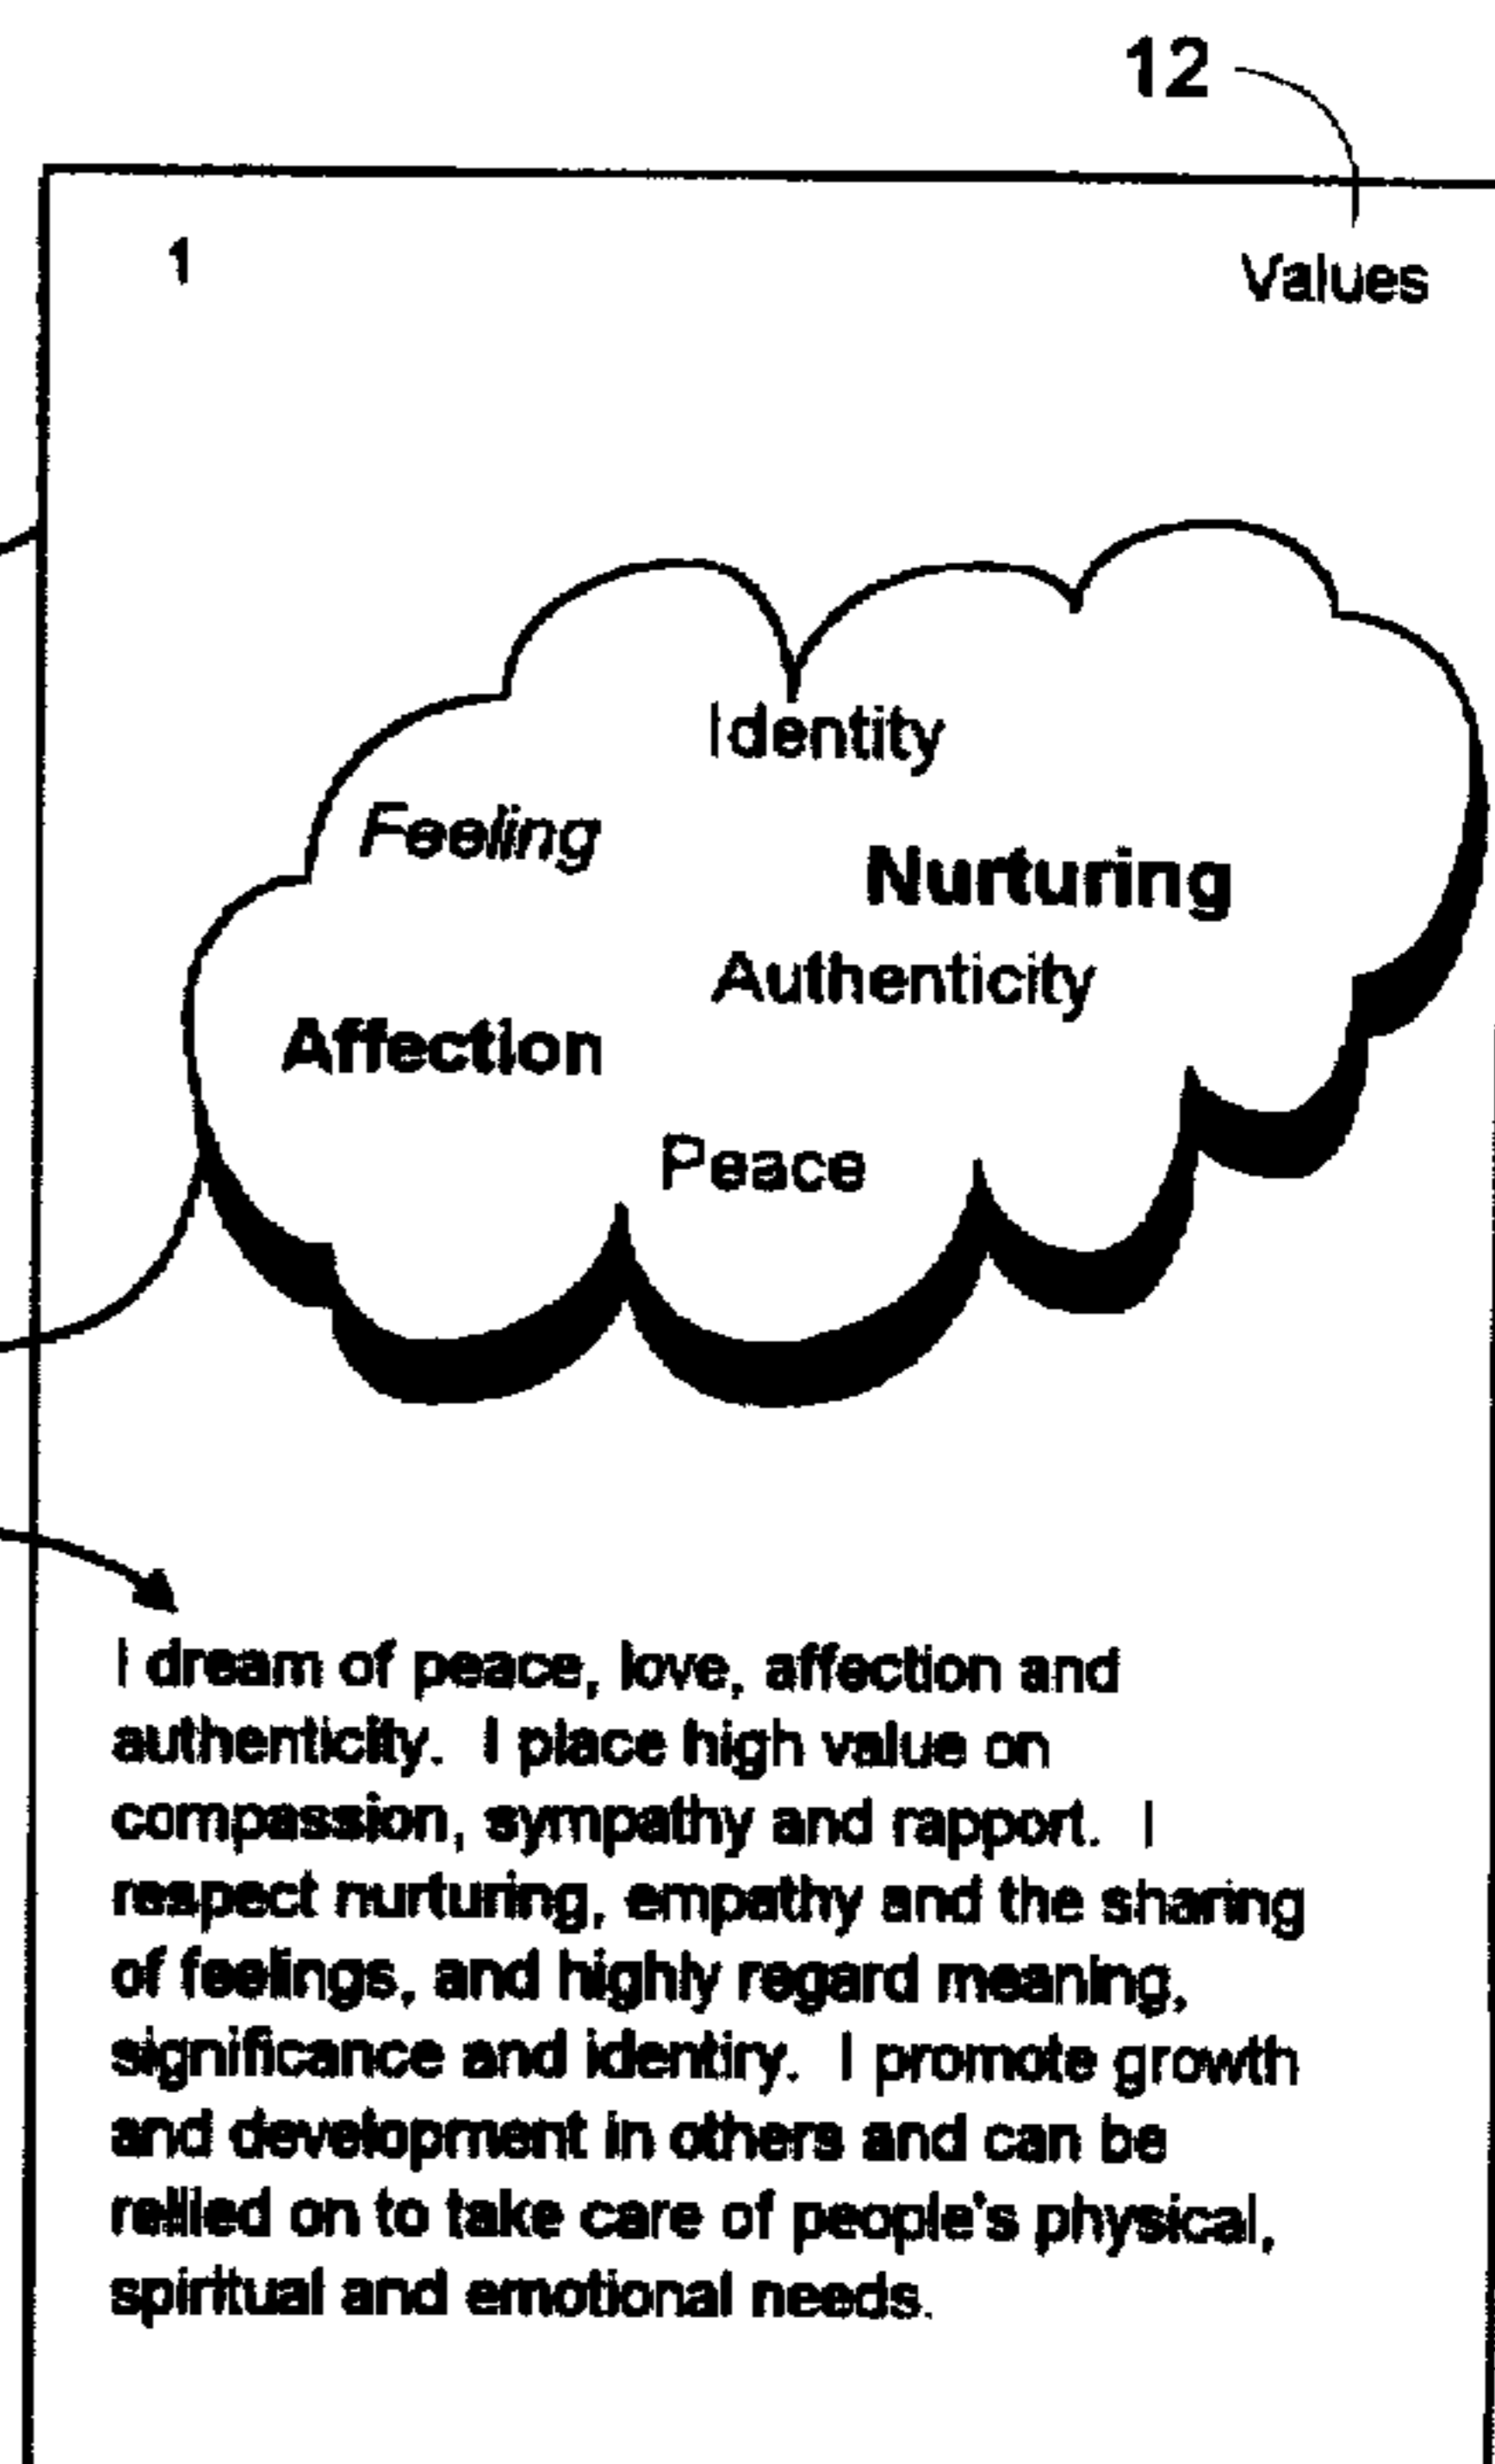 12
1
Values
Identity
Feeling
Nurturing
Authenticity
Affection
Peace
I dream of peace, love, affection and
authenticity. I place high value on
compassion, sympathy and rapport. I
respect nurturing, empathy and the sharing
of feelings, and highly regard meaning,
significance and identiry. I promote growth
and development in others and can be
relied on to take care of people's physical,
spiritual and emotional needs.